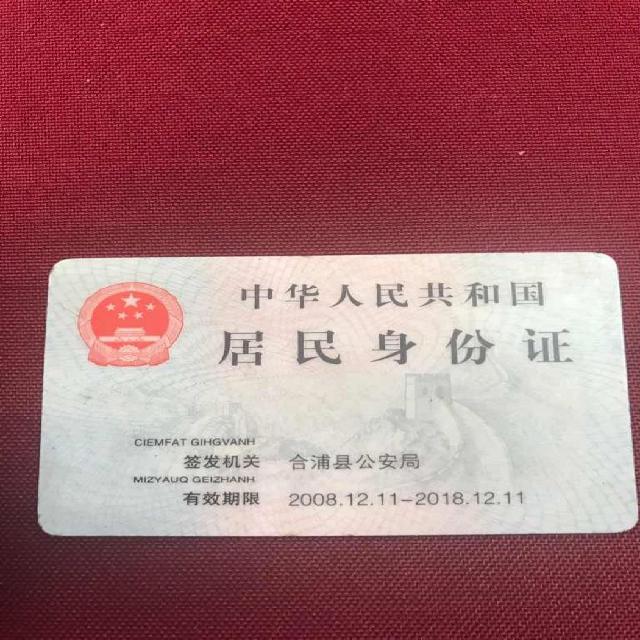 中华人民共和国
居民身份证
CIEMFAT GIHGVANH
签发机关 合浦县公安局
MIZYAUQ GEIZHANH
有效期限 2008.12.11-2018.12.11